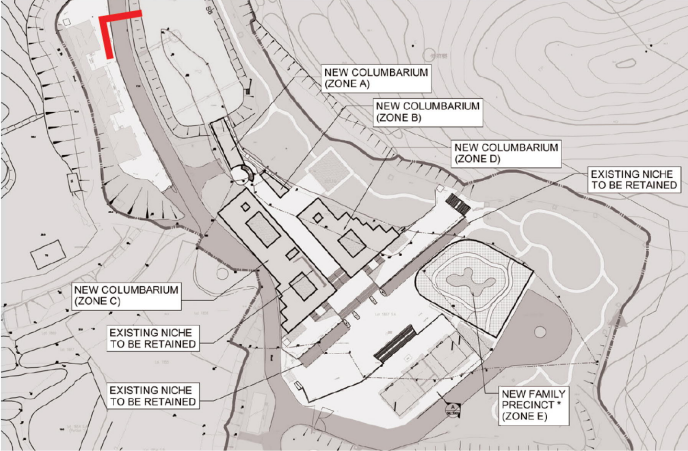 NEW COLUMBARIUM
(ZONE A)
NEW COLUMBARIUM
(ZONE B)
NEW COLUMBARIUM
(ZONE D)
EXISTING NICHE
TO BE RETAINED
NEW COLUMBARIUM
(ZONE C)
EXISTING NICHE
TO BE RETAINED
EXISTING NICHE
TO BE RETAINED
NEW FAMILY
PRECINCT *
(ZONE E)